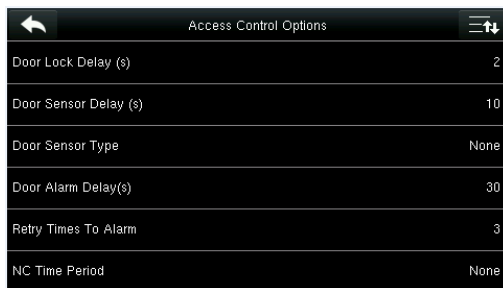 Access Control Options
Door Lock Delay (s) 2
Door Sensor Delay (s) 10
Door Sensor Type None
Door Alarm Delay(s) 30
Retry Times To Alarm 3
NC Time Period None